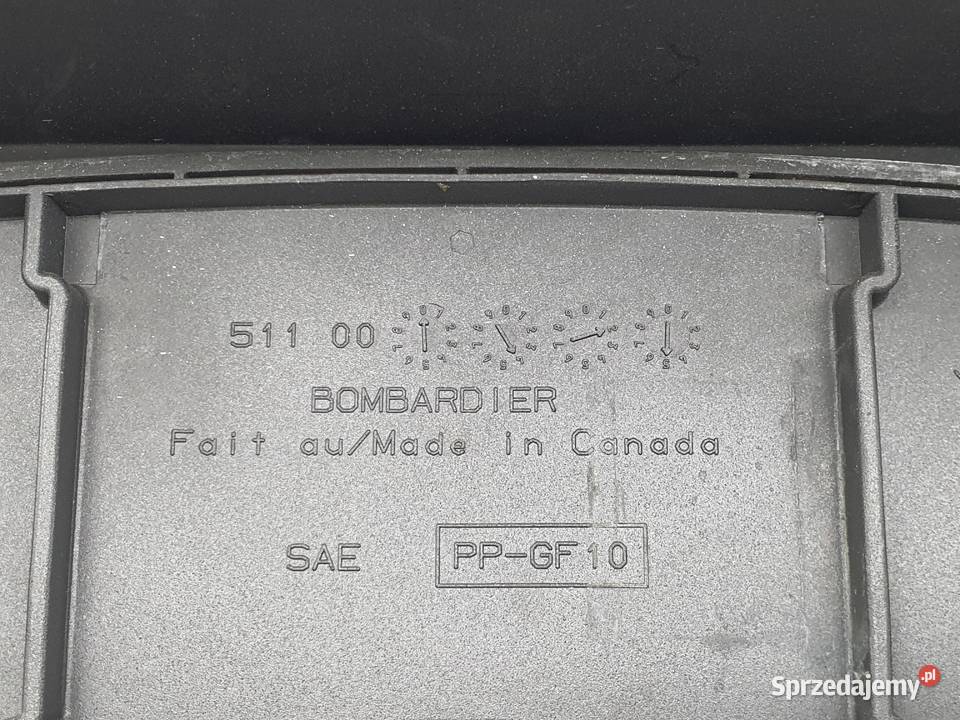 511 00
BOMBARDIER
Fait au/Made in Canada
SAE PP-GF10
Sprzedajemy.pl